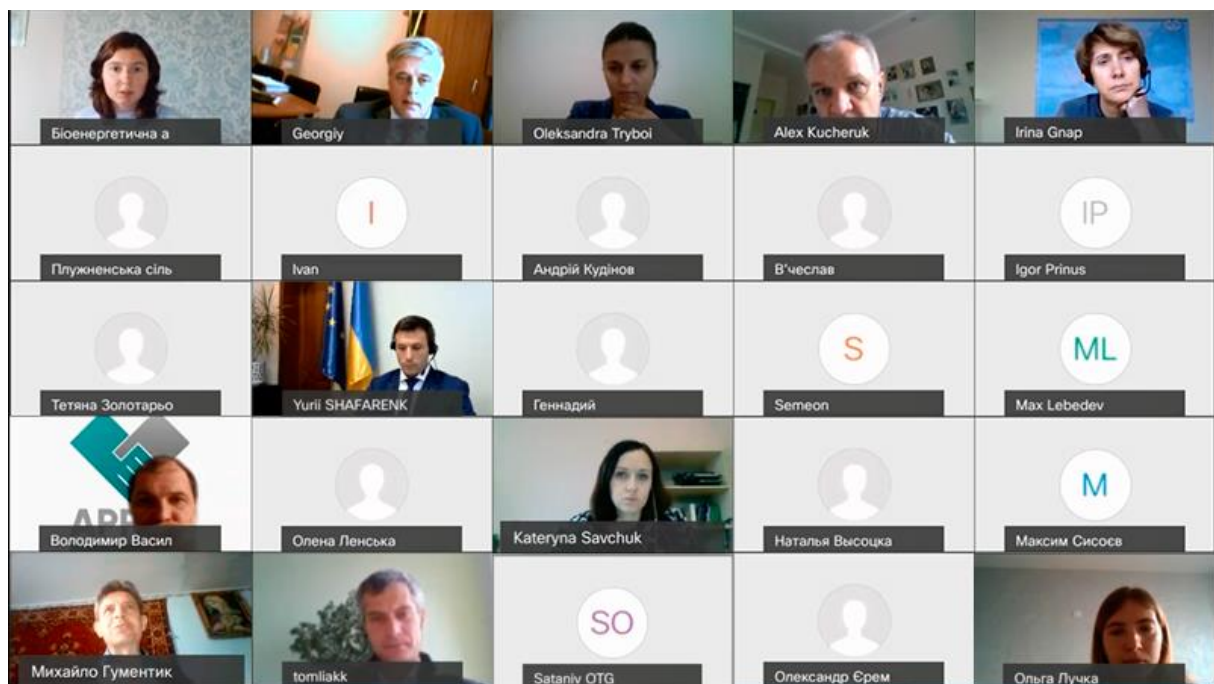 Біоенергетична а
Georgiy
Oleksandra Tryboi
Alex Kucheruk
Irina Gnap
I
IP
Плужненська сіль
Ivan
Андрій Кудінов
В'чеслав
Igor Prinus
S
ML
Тетяна Золотарьо
Yurii SHAFARENK
Геннадий
Semeon
Max Lebedev
M
Володимир Васил
Олена Ленська
Kateryna Savchuk
Наталья Высоцка
Максим Сисоєв
SO
Михайло Гументик
tomliakk
Sataniv OTG
Олександр Єрем
Ольга Лучка